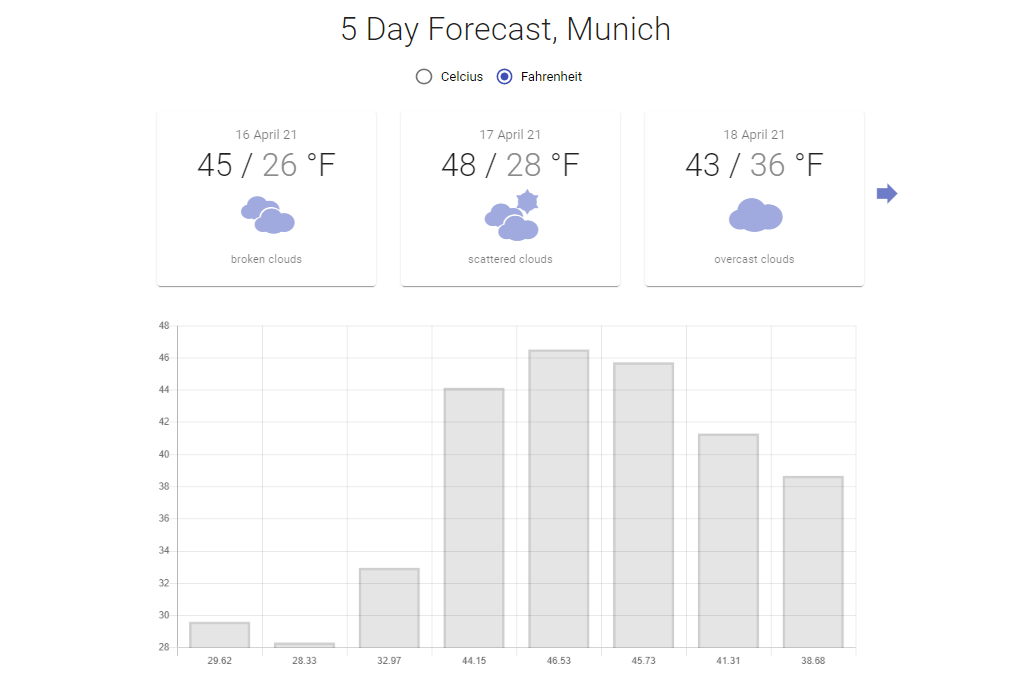 5 Day Forecast, Munich
Celcius Fahrenheit
16 April 21
45 / 26 °F
broken clouds
17 April 21
48 / 28 °F
scattered clouds
18 April 21
43 / 36 °F
overcast clouds
48
46
44
42
40
38
36
34
32
30
28
29.62 28.33 32.97 44.15 46.53 45.73 41.31 38.68